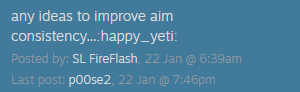 any ideas to improve aim
consistency...:happy_yeti:
Posted by: SL FireFlash, 22 Jan @ 6:39am
Last post: p00se2, 22 Jan @ 7:46pm